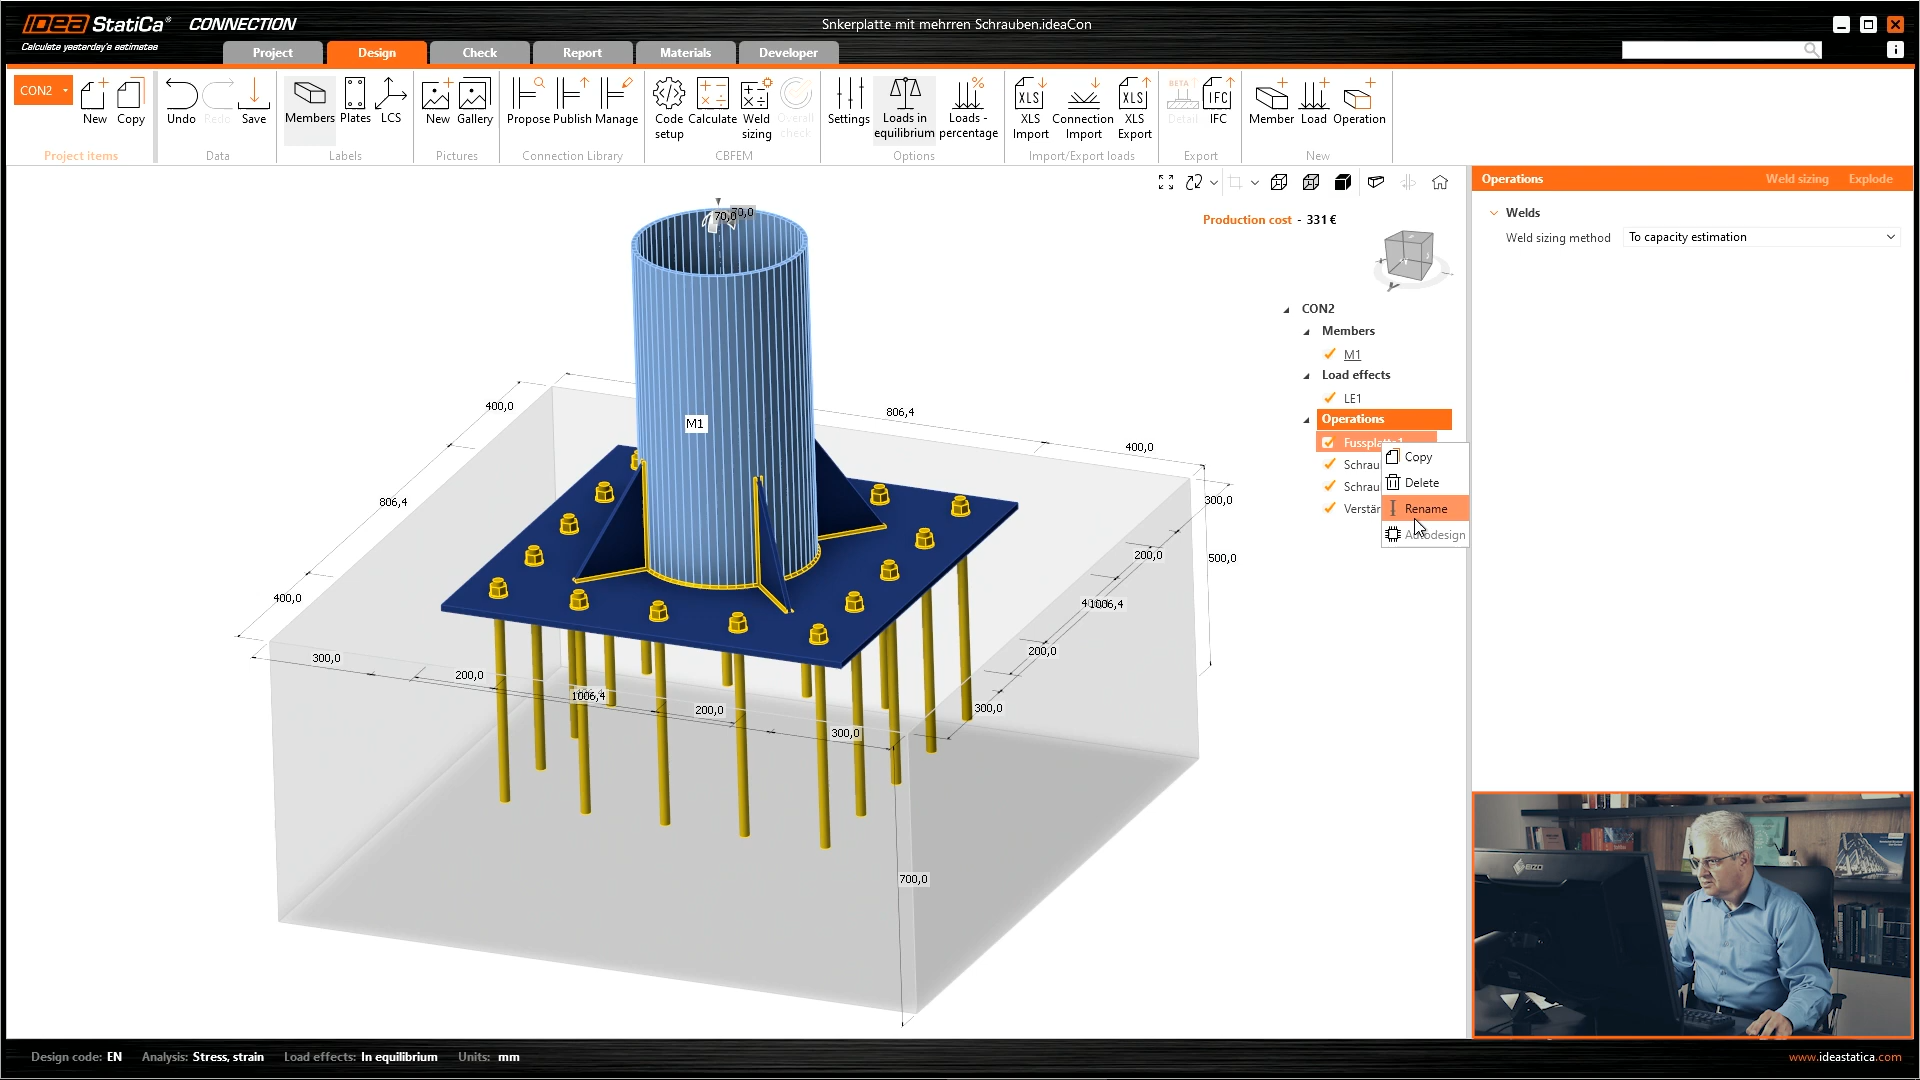 IDEA StatiCa® CONNECTION
Calculate yesterday's estimates
Snkerplatte mit mehrren Schrauben.ideaCon
Project
Design
Check
Report
Materials
Developer
CON2
New
Copy
Undo
Redo
Save
Members
Plates
LCS
New
Gallery
Propose
Publish
Manage
Code setup
Calculate
Weld sizing
Overall check
Settings
Loads in equilibrium
Loads - percentage
XLS Import
Connection Import
XLS Export
BETA
Detail
IFC
Member
Load
Operation
Project items
Data
Labels
Pictures
Connection Library
CBFEM
Options
Import/Export loads
Export
New
Production cost - 331 €
Operations
Weld sizing
Explode
Welds
Weld sizing method
To capacity estimation
CON2
Members
M1
Load effects
LE1
Operations
Fussplatte1
Schrau
Schrau
Verstär
Copy
Delete
Rename
Autodesign
70,0
70,0
M1
400,0
806,4
400,0
806,4
400,0
300,0
500,0
200,0
1006,4
200,0
300,0
300,0
200,0
1006,4
200,0
300,0
700,0
EIZO
Design code: EN
Analysis: Stress, strain
Load effects: In equilibrium
Units: mm
www.ideastatica.com